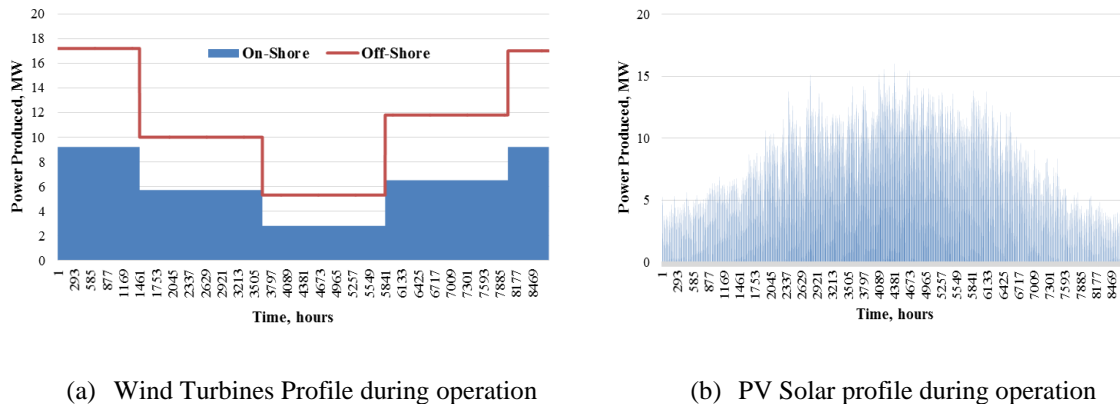 20
18
16
14
12
10
8
6
4
2
0
Power Produced, MW
On-Shore Off-Shore
1 293 585 877 1169 1461 1753 2045 2337 2629 2921 3213 3505 3797 4089 4381 4673 4965 5257 5549 5841 6133 6425 6717 7009 7301 7593 7885 8177 8469
Time, hours
(a) Wind Turbines Profile during operation
20
15
10
5
0
Power Produced, MW
1 293 585 877 1169 1461 1753 2045 2337 2629 2921 3213 3505 3797 4089 4381 4673 4965 5257 5549 5841 6133 6425 6717 7009 7301 7593 7885 8177 8469
Time, hours
(b) PV Solar profile during operation